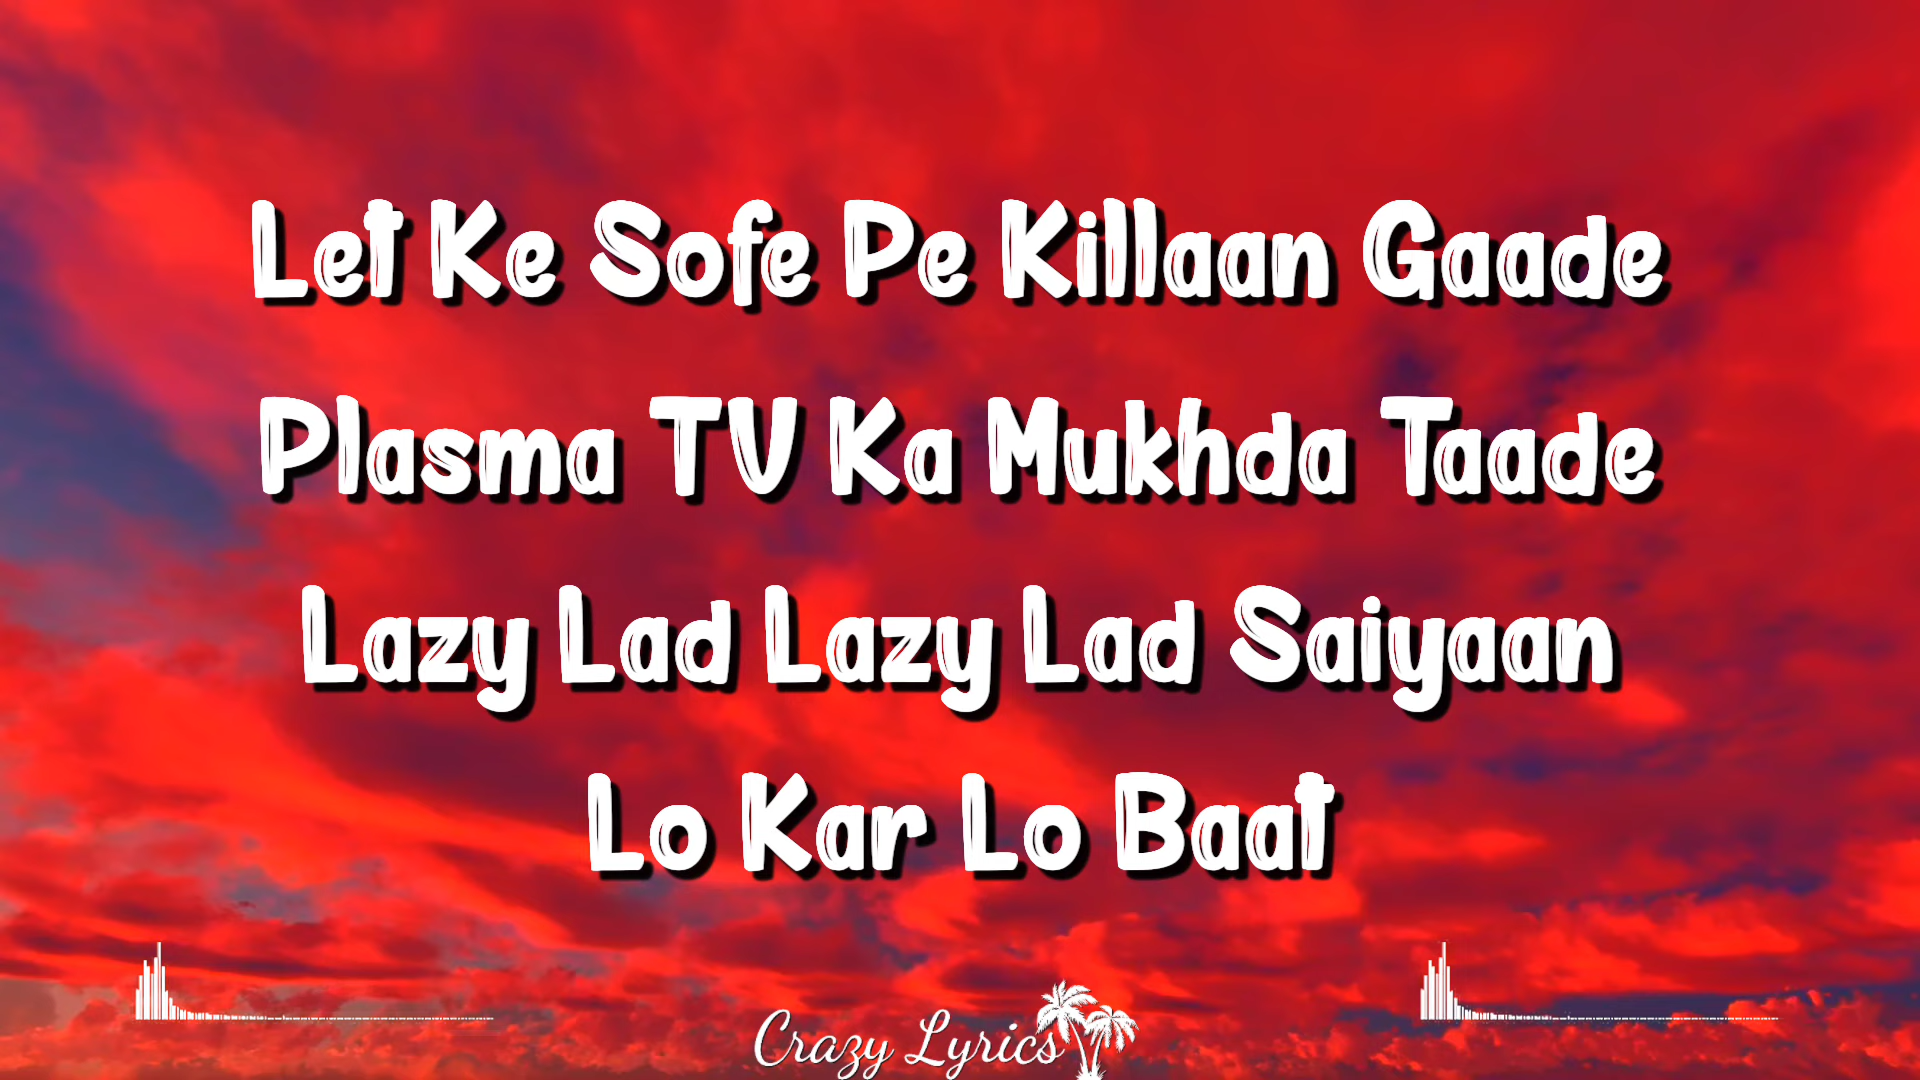 Let Ke Sofe Pe Killaan Gaade
Plasma TV Ka Mukhda Taade
Lazy Lad Lazy Lad Saiyaan
Lo Kar Lo Baat
Crazy Lyrics